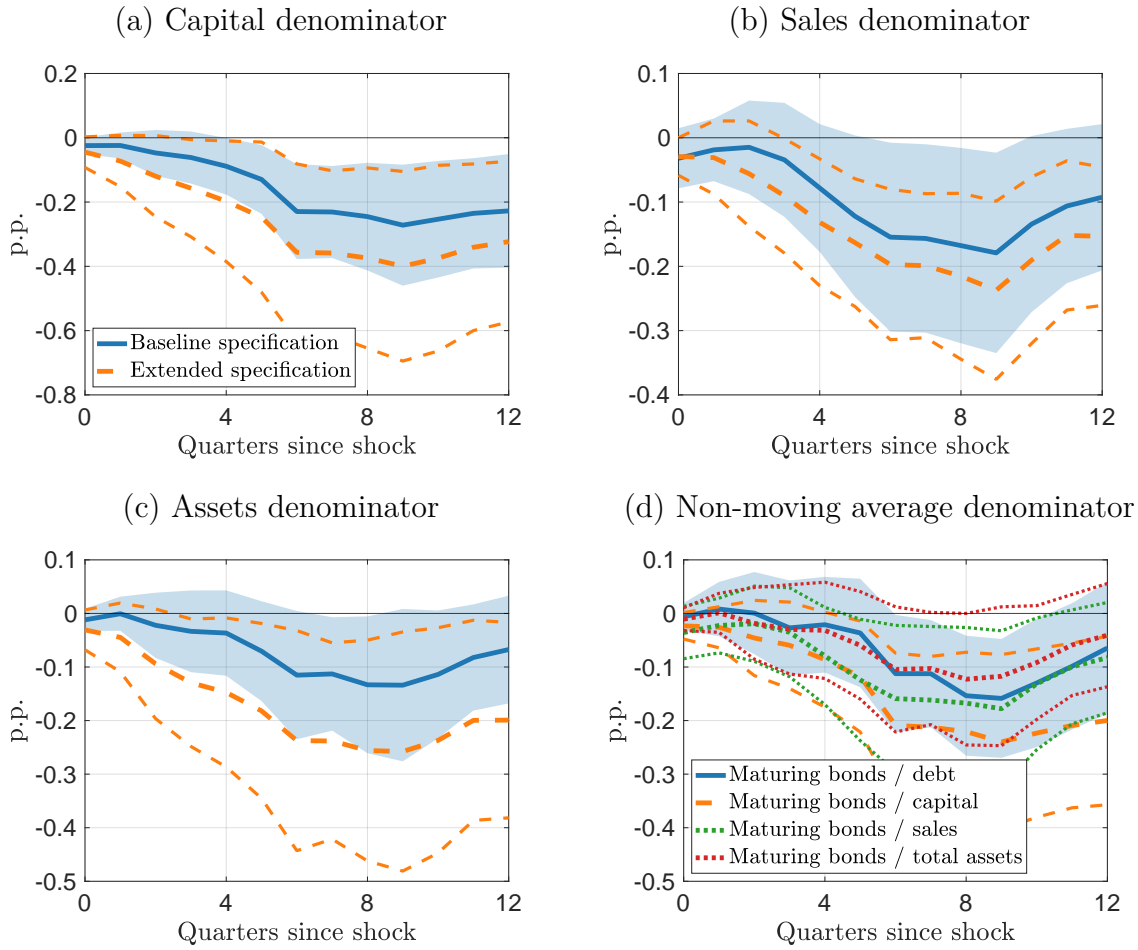 (a) Capital denominator
0.2
0
-0.2
-0.4
-0.6
-0.8
p.p.
Baseline specification
Extended specification
0 4 8 12
Quarters since shock
(b) Sales denominator
0.1
0
-0.1
-0.2
-0.3
-0.4
p.p.
0 4 8 12
Quarters since shock
(c) Assets denominator
0.1
0
-0.1
-0.2
-0.3
-0.4
-0.5
p.p.
0 4 8 12
Quarters since shock
(d) Non-moving average denominator
0.1
0
-0.1
-0.2
-0.3
-0.4
-0.5
p.p.
Maturing bonds / debt
Maturing bonds / capital
Maturing bonds / sales
Maturing bonds / total assets
0 4 8 12
Quarters since shock